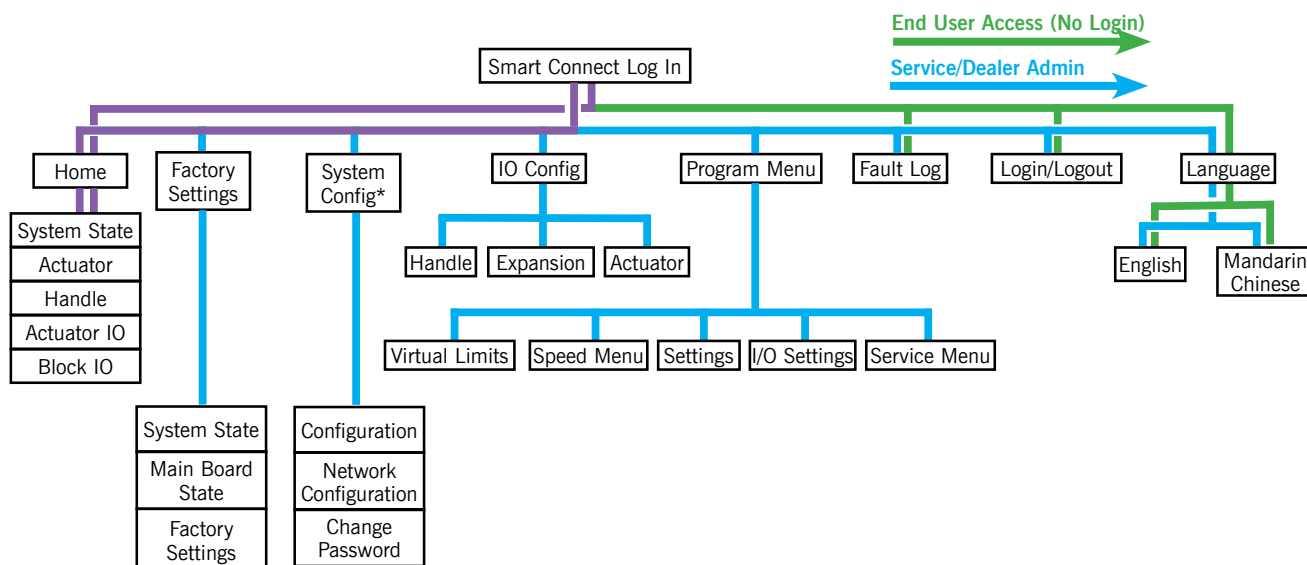 End User Access (No Login)
Smart Connect Log In
Service/Dealer Admin
Home
Factory
Settings
System
Config*
IO Config
Program Menu
Fault Log
Login/Logout
Language
System State
Actuator
Handle
Actuator IO
Block IO
Handle
Expansion
Actuator
English
Mandarin
Chinese
Virtual Limits
Speed Menu
Settings
I/O Settings
Service Menu
System State
Main Board
State
Factory
Settings
Configuration
Network
Configuration
Change
Password